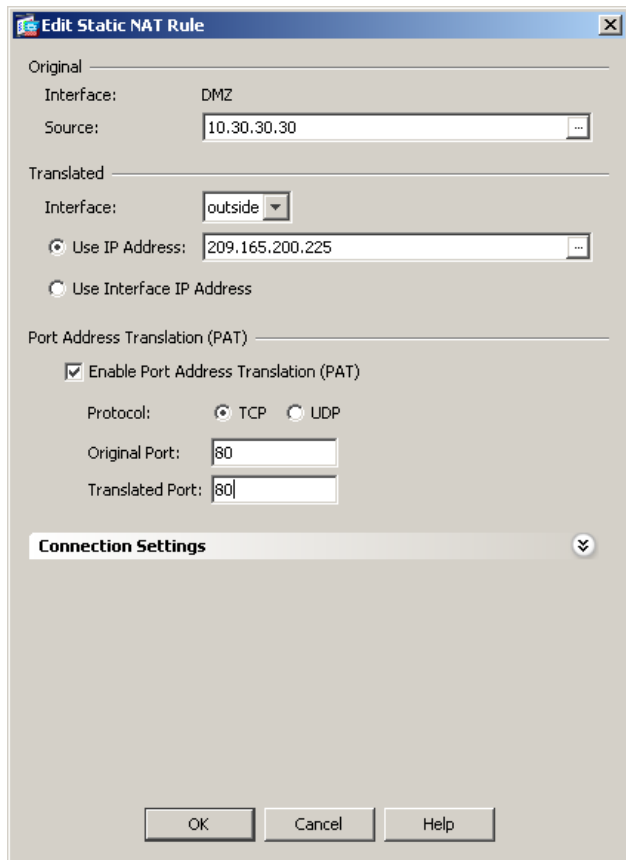 Edit Static NAT Rule
Original
Interface: DMZ
Source: 10.30.30.30 ...
Translated
Interface: outside
Use IP Address: 209.165.200.225 ...
Use Interface IP Address
Port Address Translation (PAT)
Enable Port Address Translation (PAT)
Protocol: TCP UDP
Original Port: 80
Translated Port: 80
Connection Settings
OK Cancel Help